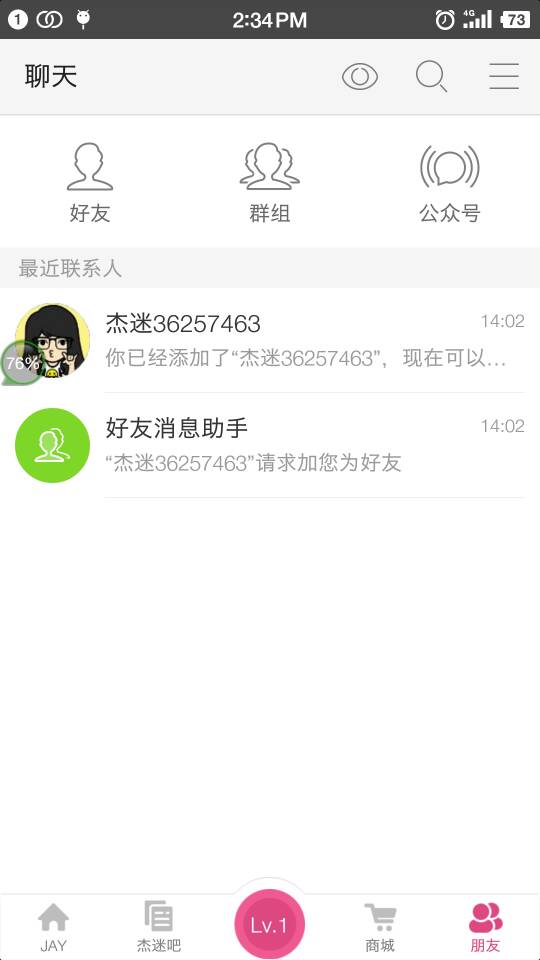 1
2:34PM
4G
73
聊天
好友
群组
公众号
最近联系人
杰迷36257463
14:02
你已经添加了“杰迷36257463”，现在可以...
76%
好友消息助手
14:02
“杰迷36257463”请求加您为好友
JAY
杰迷吧
Lv.1
商城
朋友